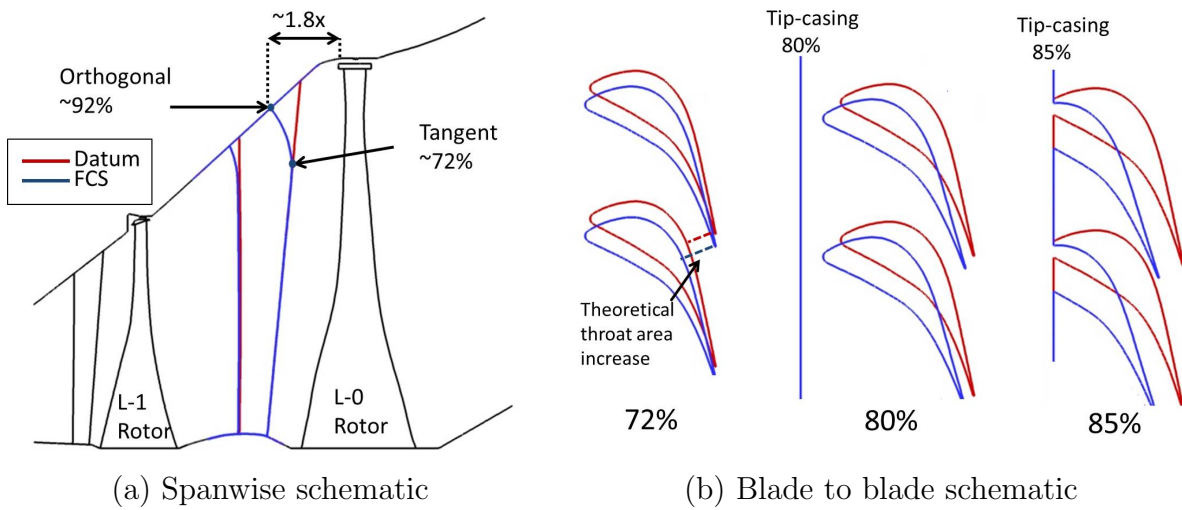 ~1.8x
Orthogonal
~92%
Datum
FCS
Tangent
~72%
L-1
Rotor
L-0
Rotor
(a) Spanwise schematic
Tip-casing
80%
Tip-casing
85%
Theoretical
throat area
increase
72%
80%
85%
(b) Blade to blade schematic